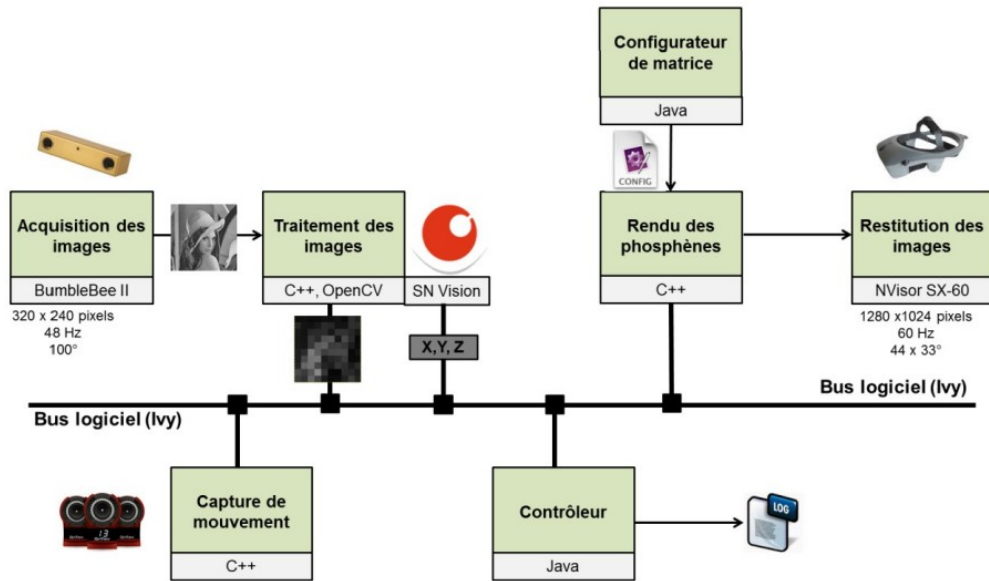 Configurateur
de matrice
Java
CONFIG
Acquisition des
images
BumbleBee II
320 x 240 pixels
48 Hz
100°
Traitement des
images
C++, OpenCV
SN Vision
X,Y, Z
Rendu des
phosphènes
C++
Restitution des
images
NVisor SX-60
1280 x1024 pixels
60 Hz
44 x 33°
Bus logiciel (Ivy)
Bus logiciel (Ivy)
Capture de
mouvement
C++
13
Contrôleur
Java
LOG